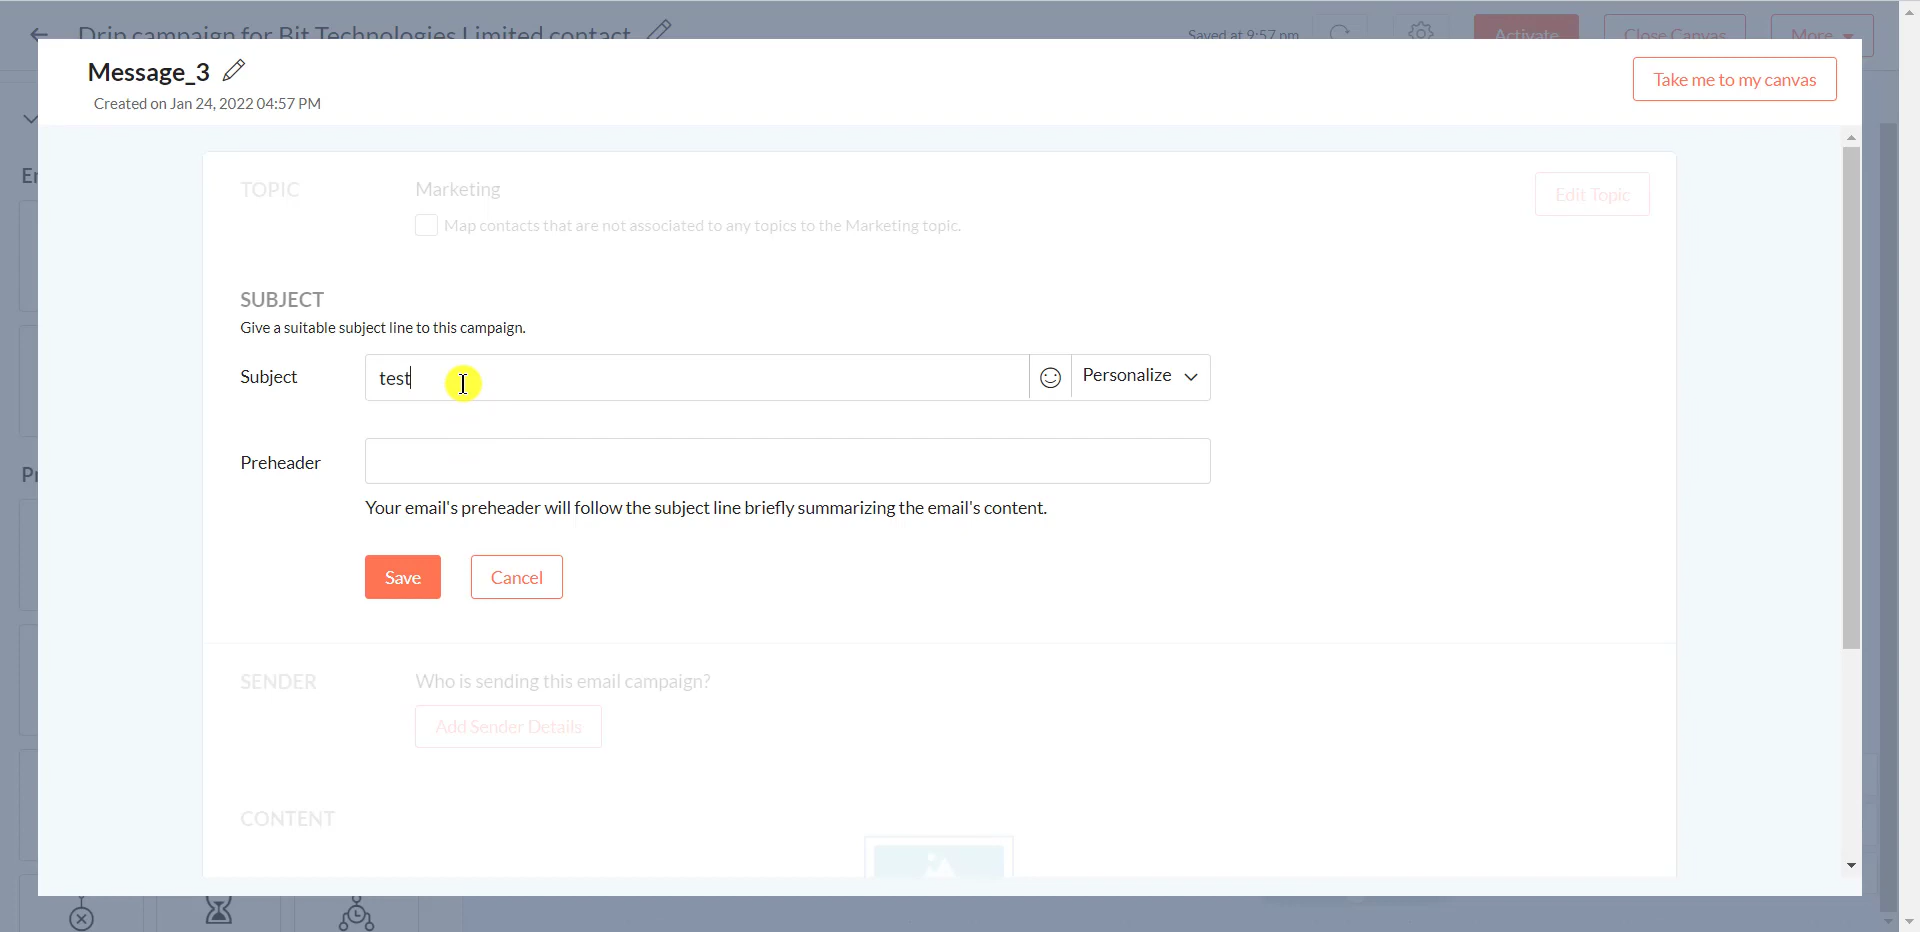 Drip campaign for Bit Technologies Limited contact
Saved at 9:57 pm
Activate
Close Canvas
More
Message_3
Created on Jan 24, 2022 04:57 PM
Take me to my canvas
TOPIC
Marketing
Edit Topic
Map contacts that are not associated to any topics to the Marketing topic.
SUBJECT
Give a suitable subject line to this campaign.
Subject
test
Personalize
Preheader
Your email's preheader will follow the subject line briefly summarizing the email's content.
Save
Cancel
SENDER
Who is sending this email campaign?
Add Sender Details
CONTENT